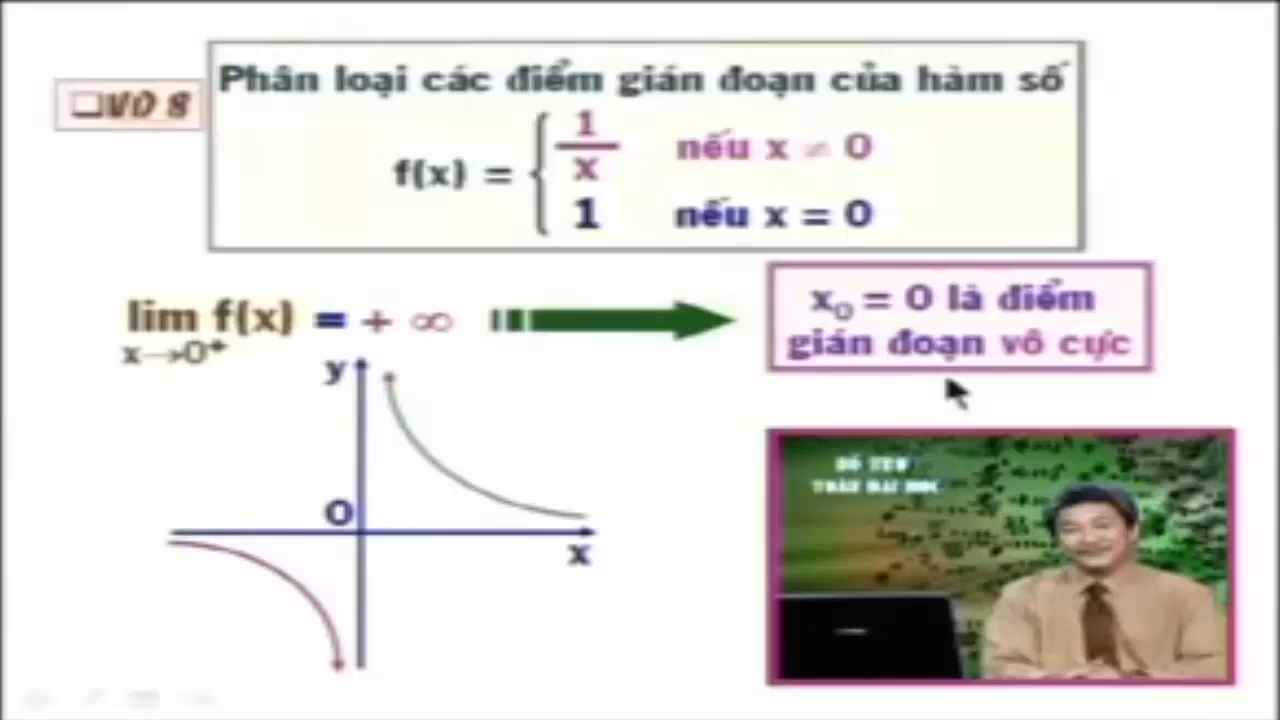 Phân loại các điểm gián đoạn của hàm số
❑VD 8
f(x) = { 1/x nếu x ≠ 0
1 nếu x = 0
lim f(x) = + ∞
x→0⁺
x₀ = 0 là điểm
gián đoạn vô cực
y
O
x